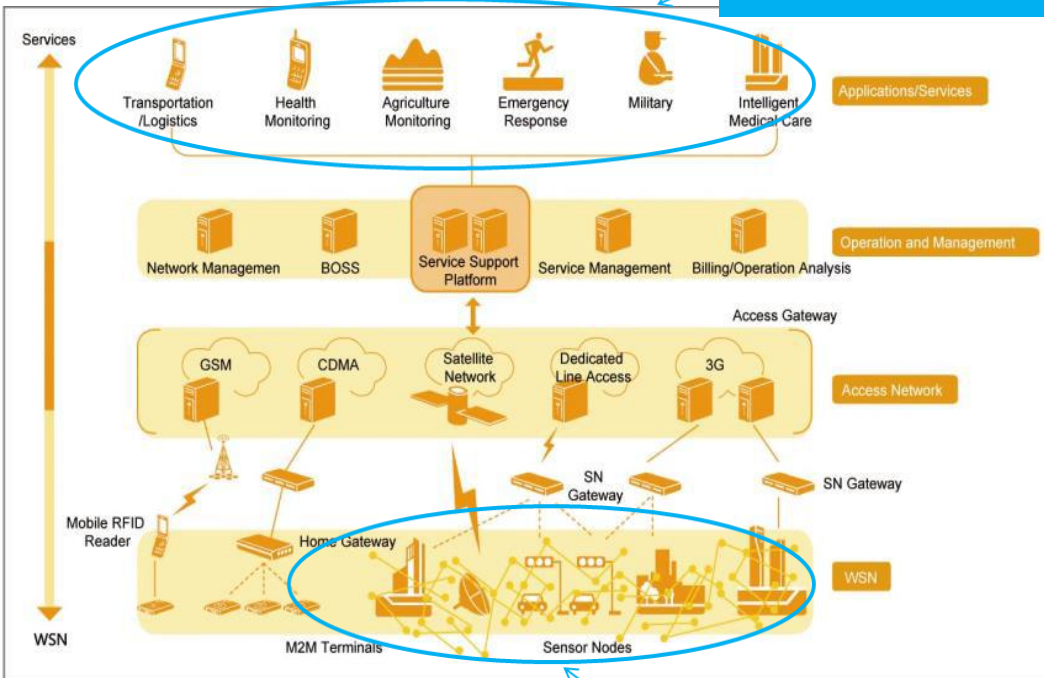 Services
Transportation
/Logistics
Health
Monitoring
Agriculture
Monitoring
Emergency
Response
Military
Intelligent
Medical Care
Applications/Services
Network Managemen
BOSS
Service Support
Platform
Service Management
Billing/Operation Analysis
Operation and Management
Access Gateway
GSM
CDMA
Satellite
Network
Dedicated
Line Access
3G
Access Network
SN
Gateway
SN Gateway
Mobile RFID
Reader
Home Gateway
WSN
WSN
M2M Terminals
Sensor Nodes